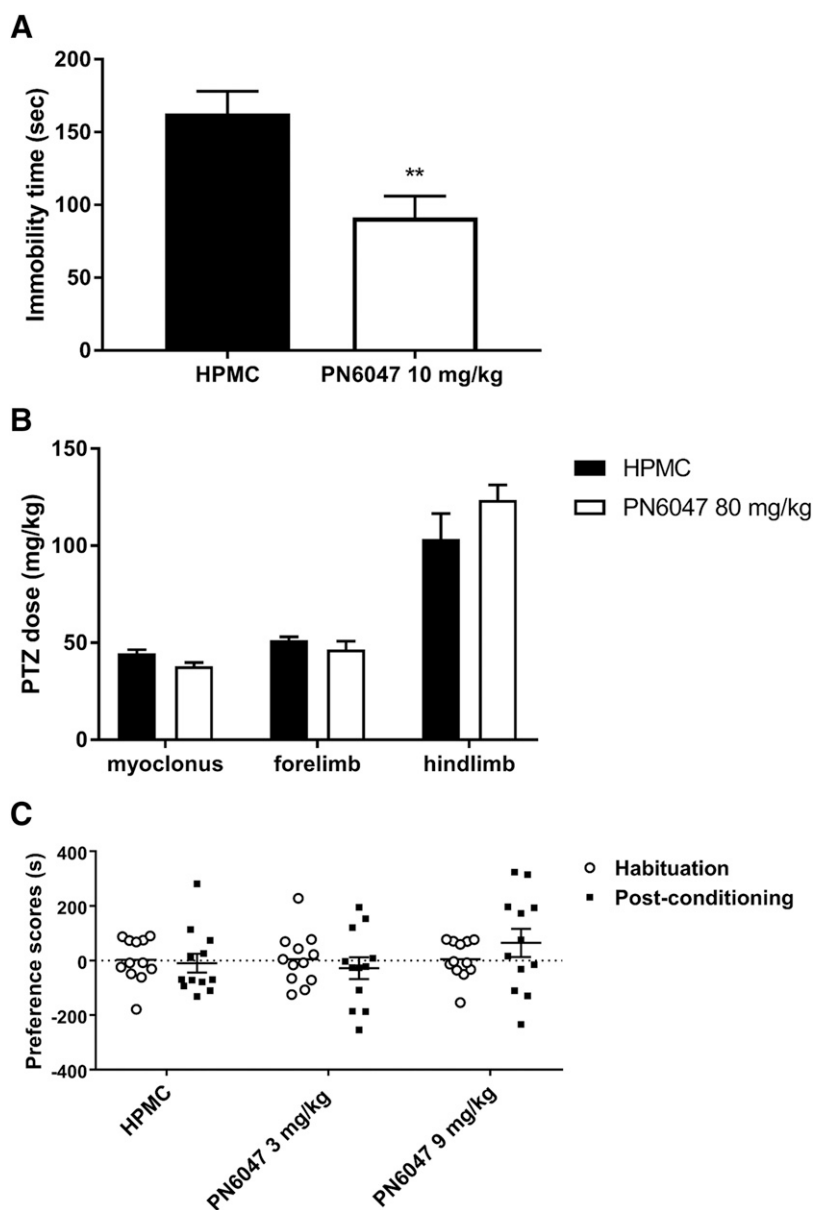 A
Immobility time (sec)
200
150
100
50
0
**
HPMC
PN6047 10 mg/kg
B
PTZ dose (mg/kg)
150
100
50
0
myoclonus
forelimb
hindlimb
HPMC
PN6047 80 mg/kg
C
Preference scores (s)
400
200
0
-200
-400
HPMC
PN6047 3 mg/kg
PN6047 9 mg/kg
Habituation
Post-conditioning